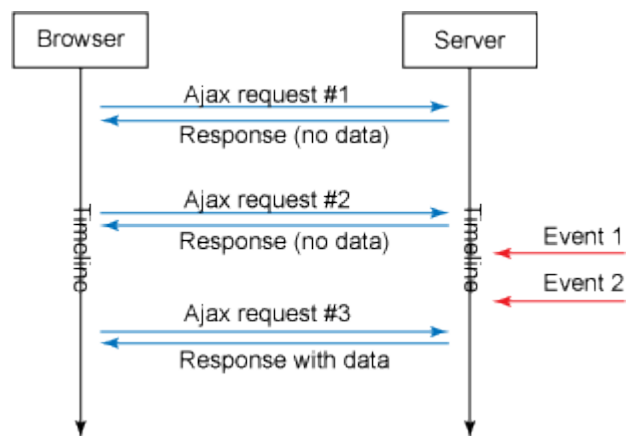 Browser
Server
Ajax request #1
Response (no data)
Ajax request #2
Response (no data)
Timeline
Timeline
Event 1
Event 2
Ajax request #3
Response with data